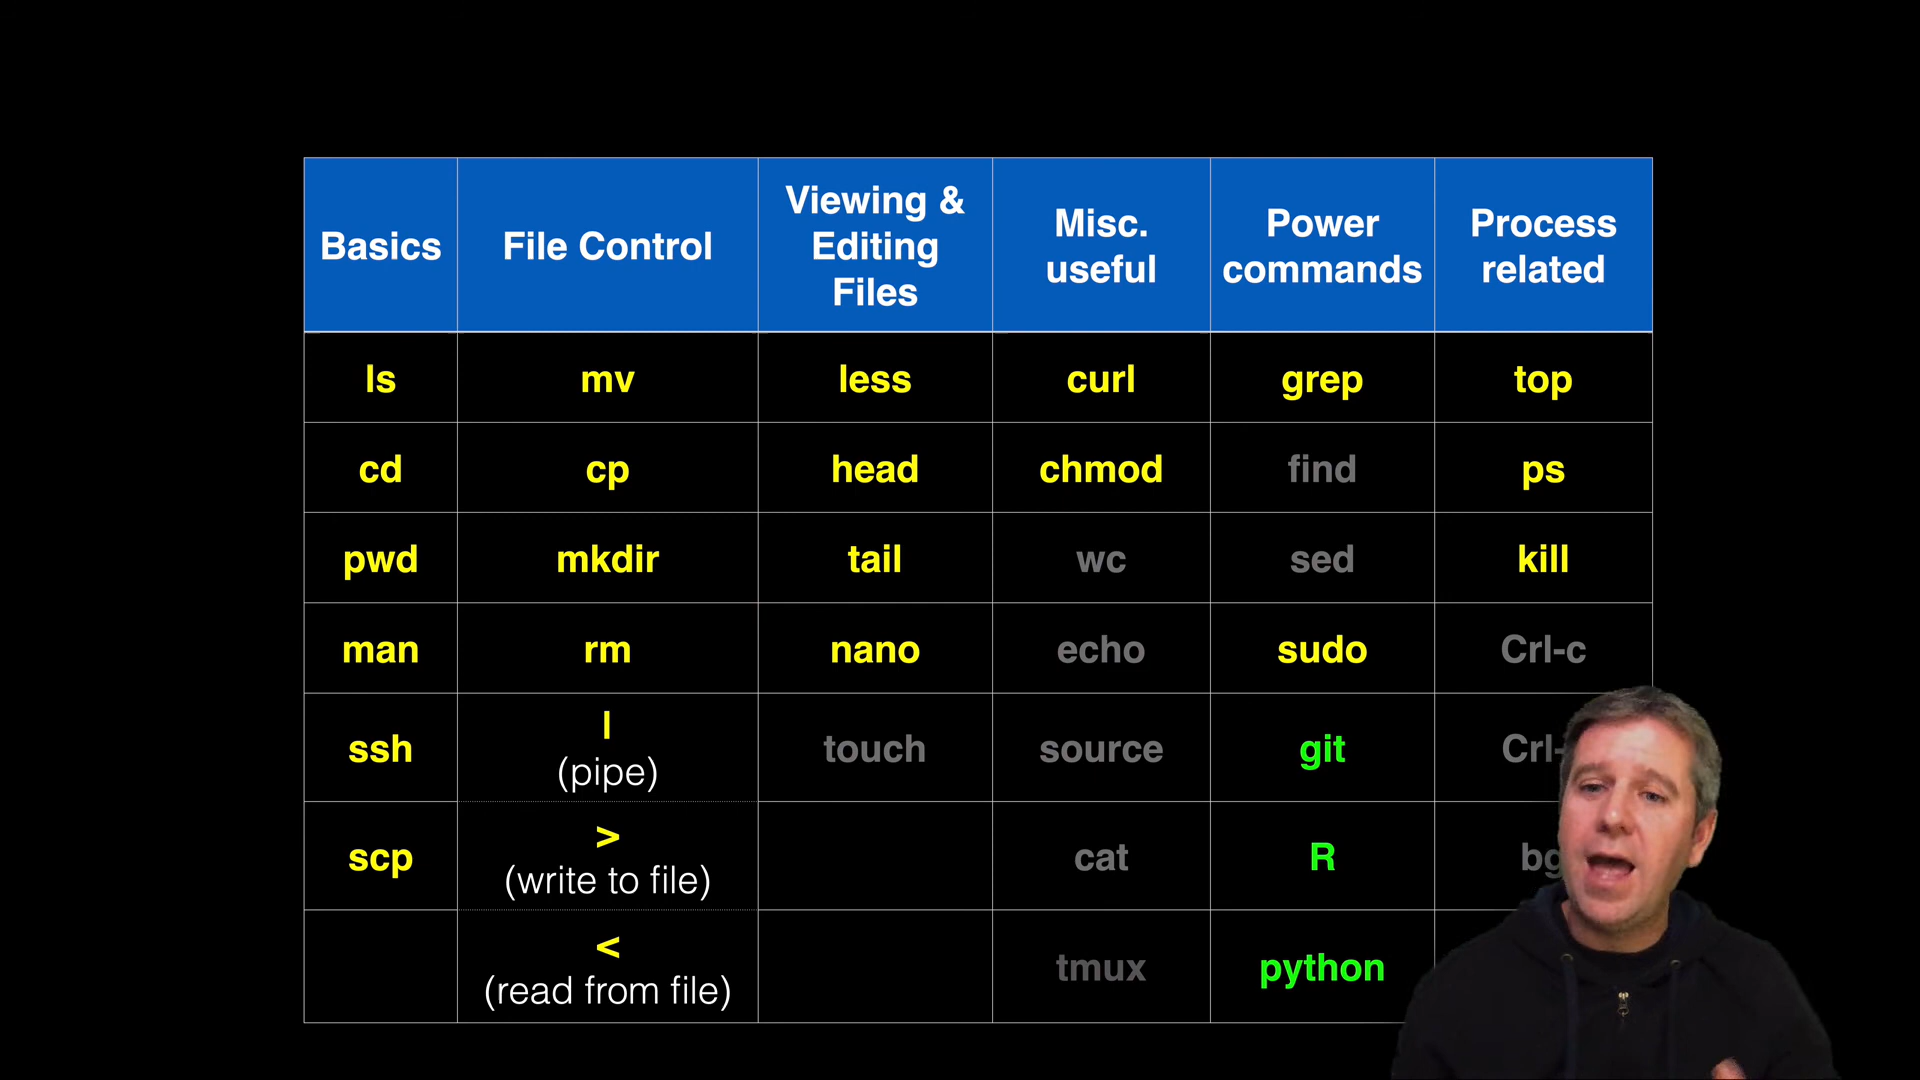 Basics
File Control
Viewing &
Editing
Files
Misc.
useful
Power
commands
Process
related
ls
mv
less
curl
grep
top
cd
cp
head
chmod
find
ps
pwd
mkdir
tail
wc
sed
kill
man
rm
nano
echo
sudo
Crl-c
ssh
|
(pipe)
touch
source
git
Crl-
scp
>
(write to file)
cat
R
bg
<
(read from file)
tmux
python